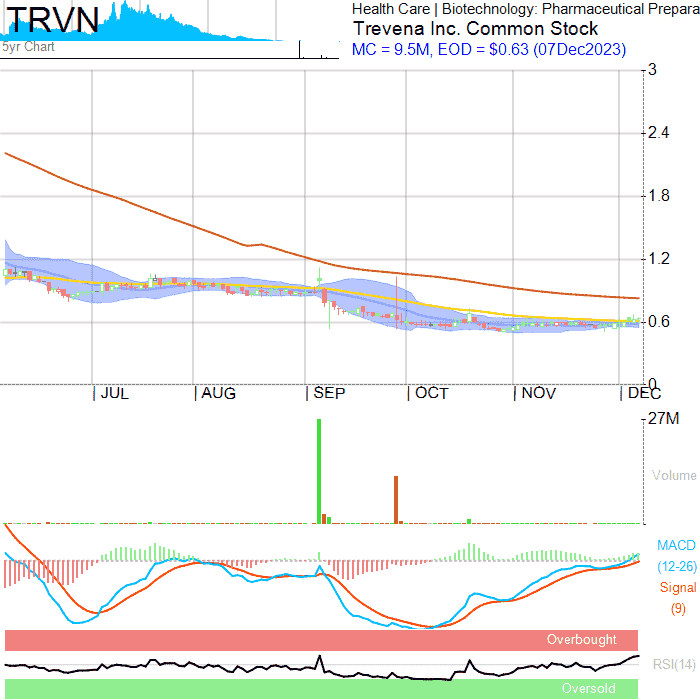 TRVN
5yr Chart
Health Care | Biotechnology: Pharmaceutical Prepara
Trevena Inc. Common Stock
MC = 9.5M, EOD = $0.63 (07Dec2023)
3
2.4
1.8
1.2
0.6
0
JUL
AUG
SEP
OCT
NOV
DEC
27M
Volume
MACD
(12-26)
Signal
(9)
Overbought
RSI(14)
Oversold